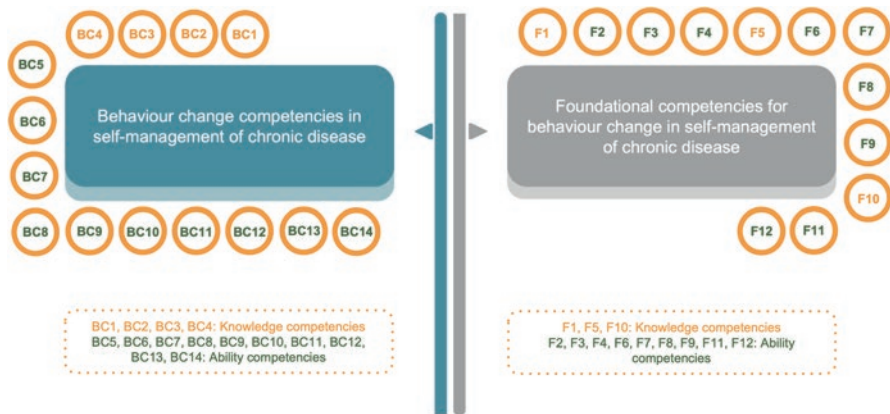 BC4 BC3 BC2 BC1
BC5
BC6
BC7
BC8 BC9 BC10 BC11 BC12 BC13 BC14
Behaviour change competencies in
self-management of chronic disease
BC1, BC2, BC3, BC4: Knowledge competencies
BC5, BC6, BC7, BC8, BC9, BC10, BC11, BC12,
BC13, BC14: Ability competencies
F1 F2 F3 F4 F5 F6 F7
F8
F9
F10
F12 F11
Foundational competencies for
behaviour change in self-management
of chronic disease
F1, F5, F10: Knowledge competencies
F2, F3, F4, F6, F7, F8, F9, F11, F12: Ability
competencies